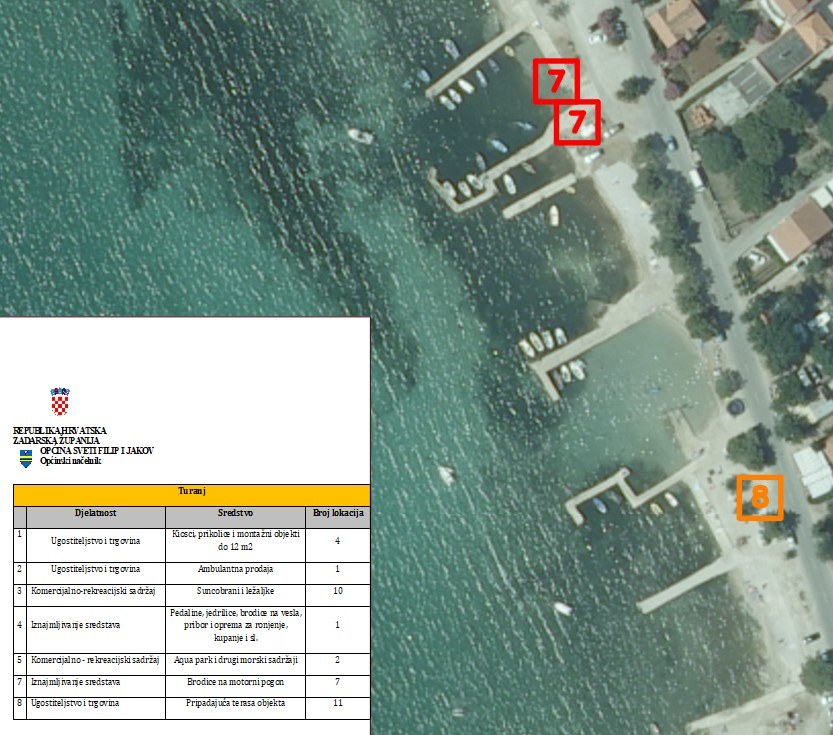 7
7
8
REPUBLIKA HRVATSKA
ZADARSKA ŽUPANIJA
OPĆINA SVETI FILIP I JAKOV
Općinski načelnik
Turanj
Djelatnost Sredstvo Broj lokacija
1 Ugostiteljstvo i trgovina Kiosci, prikolice i montažni objekti do 12 m2 4
2 Ugostiteljstvo i trgovina Ambulantna prodaja 1
3 Komercijalno-rekreacijski sadržaj Suncobrani i ležaljke 10
4 Iznajmljivanje sredstava Pedaline, jedrilice, brodice na vesla, pribor i oprema za ronjenje, kupanje i sl. 1
5 Komercijalno - rekreacijski sadržaj Aqua park i drugi morski sadržaji 2
7 Iznajmljivanje sredstava Brodice na motorni pogon 7
8 Ugostiteljstvo i trgovina Pripadajuća terasa objekta 11